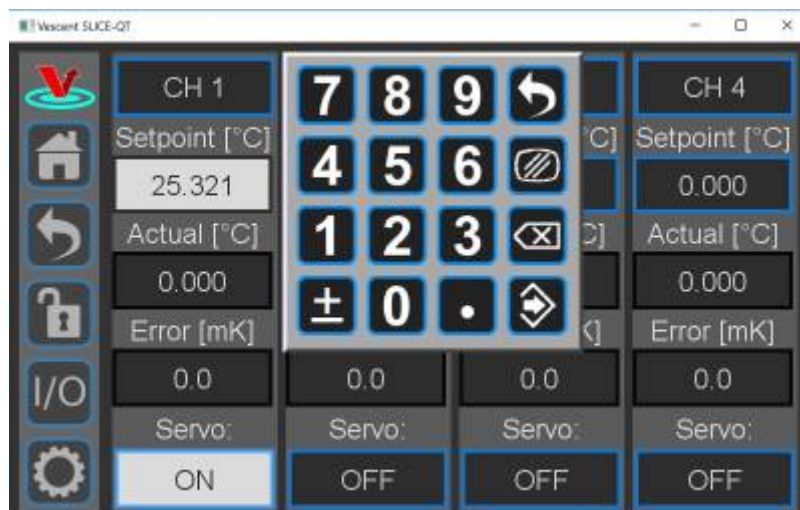 Vescent SLICE-QT
CH 1
CH 4
7 8 9
Setpoint [°C]
°C]
Setpoint [°C]
4 5 6
25.321
0.000
Actual [°C]
1 2 3
C]
Actual [°C]
0.000
0.000
± 0 .
Error [mK]
K]
Error [mK]
I/O
0.0
0.0
0.0
0.0
Servo:
Servo:
Servo:
Servo:
ON
OFF
OFF
OFF